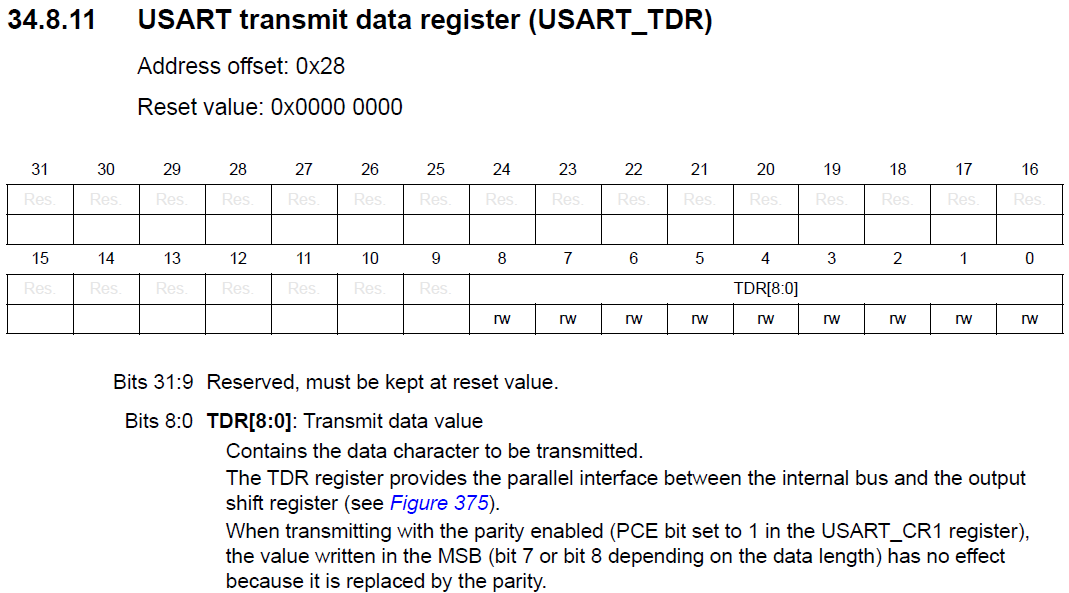 34.8.11 USART transmit data register (USART_TDR)
Address offset: 0x28
Reset value: 0x0000 0000
31 30 29 28 27 26 25 24 23 22 21 20 19 18 17 16
Res. Res. Res. Res. Res. Res. Res. Res. Res. Res. Res. Res. Res. Res. Res. Res.
15 14 13 12 11 10 9 8 7 6 5 4 3 2 1 0
Res. Res. Res. Res. Res. Res. Res. TDR[8:0]
rw rw rw rw rw rw rw rw rw
Bits 31:9 Reserved, must be kept at reset value.
Bits 8:0 TDR[8:0]: Transmit data value
Contains the data character to be transmitted.
The TDR register provides the parallel interface between the internal bus and the output
shift register (see Figure 375).
When transmitting with the parity enabled (PCE bit set to 1 in the USART_CR1 register),
the value written in the MSB (bit 7 or bit 8 depending on the data length) has no effect
because it is replaced by the parity.